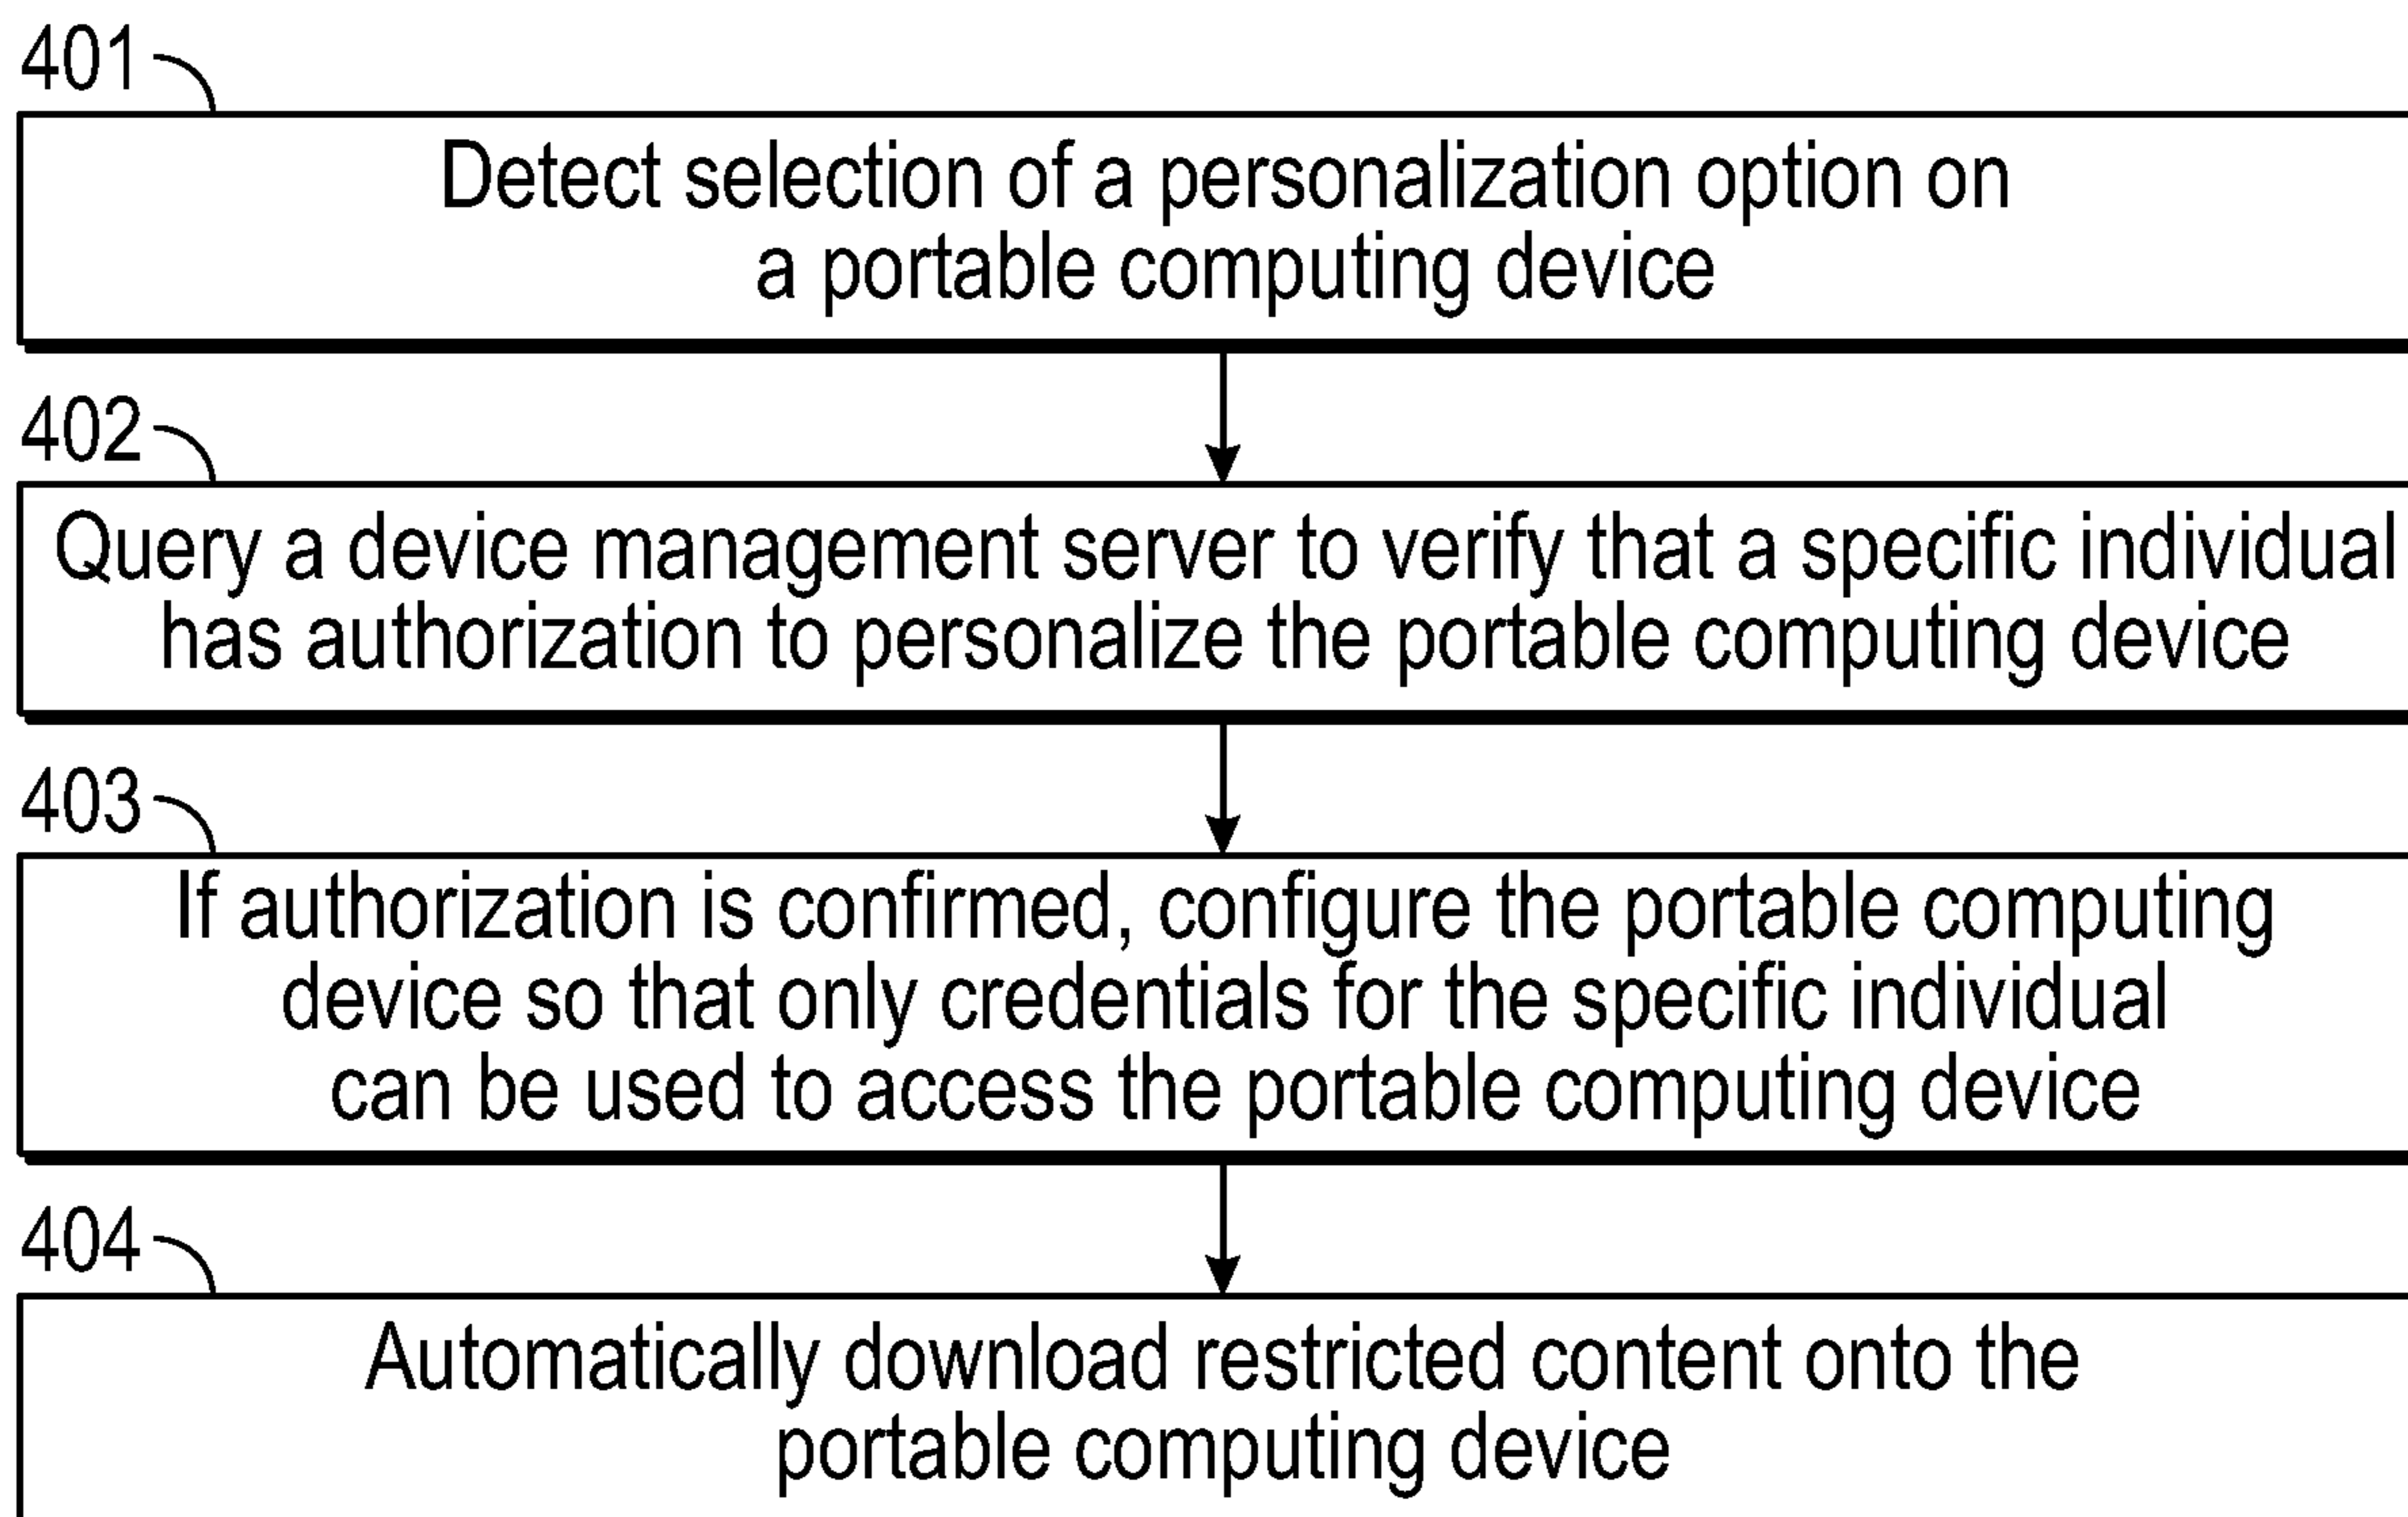 401
Detect selection of a personalization option on
a portable computing device
402
Query a device management server to verify that a specific individual
has authorization to personalize the portable computing device
403
If authorization is confirmed, configure the portable computing
device so that only credentials for the specific individual
can be used to access the portable computing device
404
Automatically download restricted content onto the
portable computing device